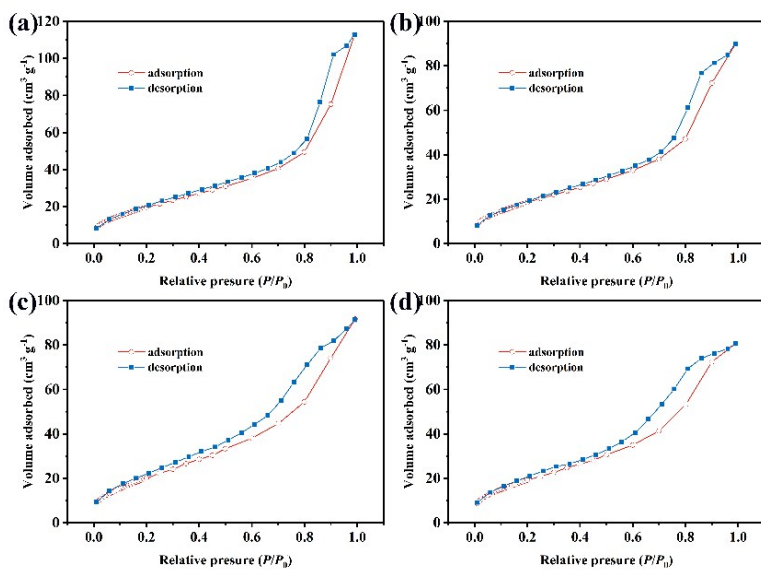 (a)
120
100
80
60
40
20
0
Volume adsorbed (cm³ g⁻¹)
adsorption
desorption
0.0 0.2 0.4 0.6 0.8 1.0
Relative presure (P/P₀)
(b)
100
80
60
40
20
0
Volume adsorbed (cm³ g⁻¹)
adsorption
desorption
0.0 0.2 0.4 0.6 0.8 1.0
Relative presure (P/P₀)
(c)
100
80
60
40
20
0
Volume adsorbed (cm³ g⁻¹)
adsorption
desorption
0.0 0.2 0.4 0.6 0.8 1.0
Relative presure (P/P₀)
(d)
100
80
60
40
20
0
Volume adsorbed (cm³ g⁻¹)
adsorption
desorption
0.0 0.2 0.4 0.6 0.8 1.0
Relative presure (P/P₀)